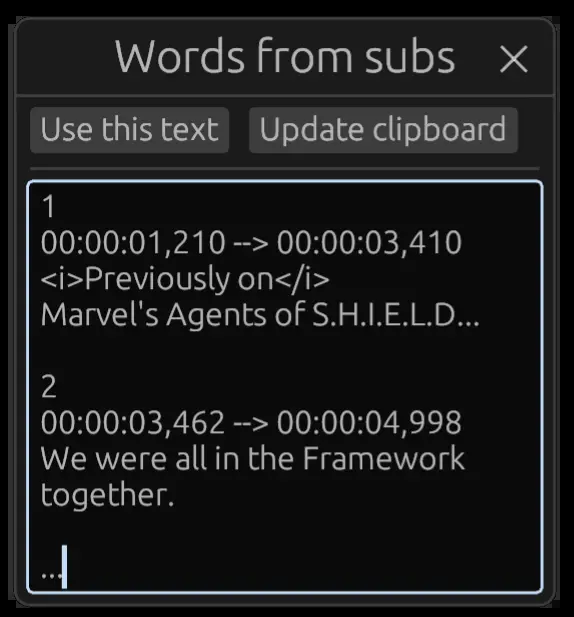 Words from subs
Use this text Update clipboard
1
00:00:01,210 --> 00:00:03,410
<i>Previously on</i>
Marvel's Agents of S.H.I.E.L.D...
2
00:00:03,462 --> 00:00:04,998
We were all in the Framework
together.
...